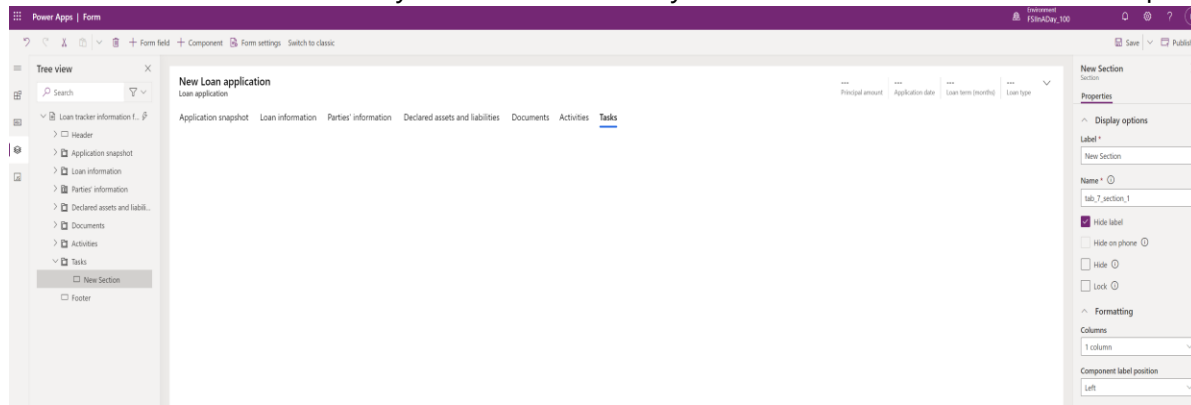 Power Apps | Form
Environment
FSIInADay_100
+ Form field + Component Form settings Switch to classic
Save Publish
Tree view
Search
Loan tracker information f...
Header
Application snapshot
Loan information
Parties' information
Declared assets and liabili...
Documents
Activities
Tasks
New Section
Footer
New Loan application
Loan application
--- --- --- ---
Principal amount Application date Loan term (months) Loan type
Application snapshot Loan information Parties' information Declared assets and liabilities Documents Activities Tasks
New Section
Section
Properties
Display options
Label *
New Section
Name *
tab_7_section_1
Hide label
Hide on phone
Hide
Lock
Formatting
Columns
1 column
Component label position
Left